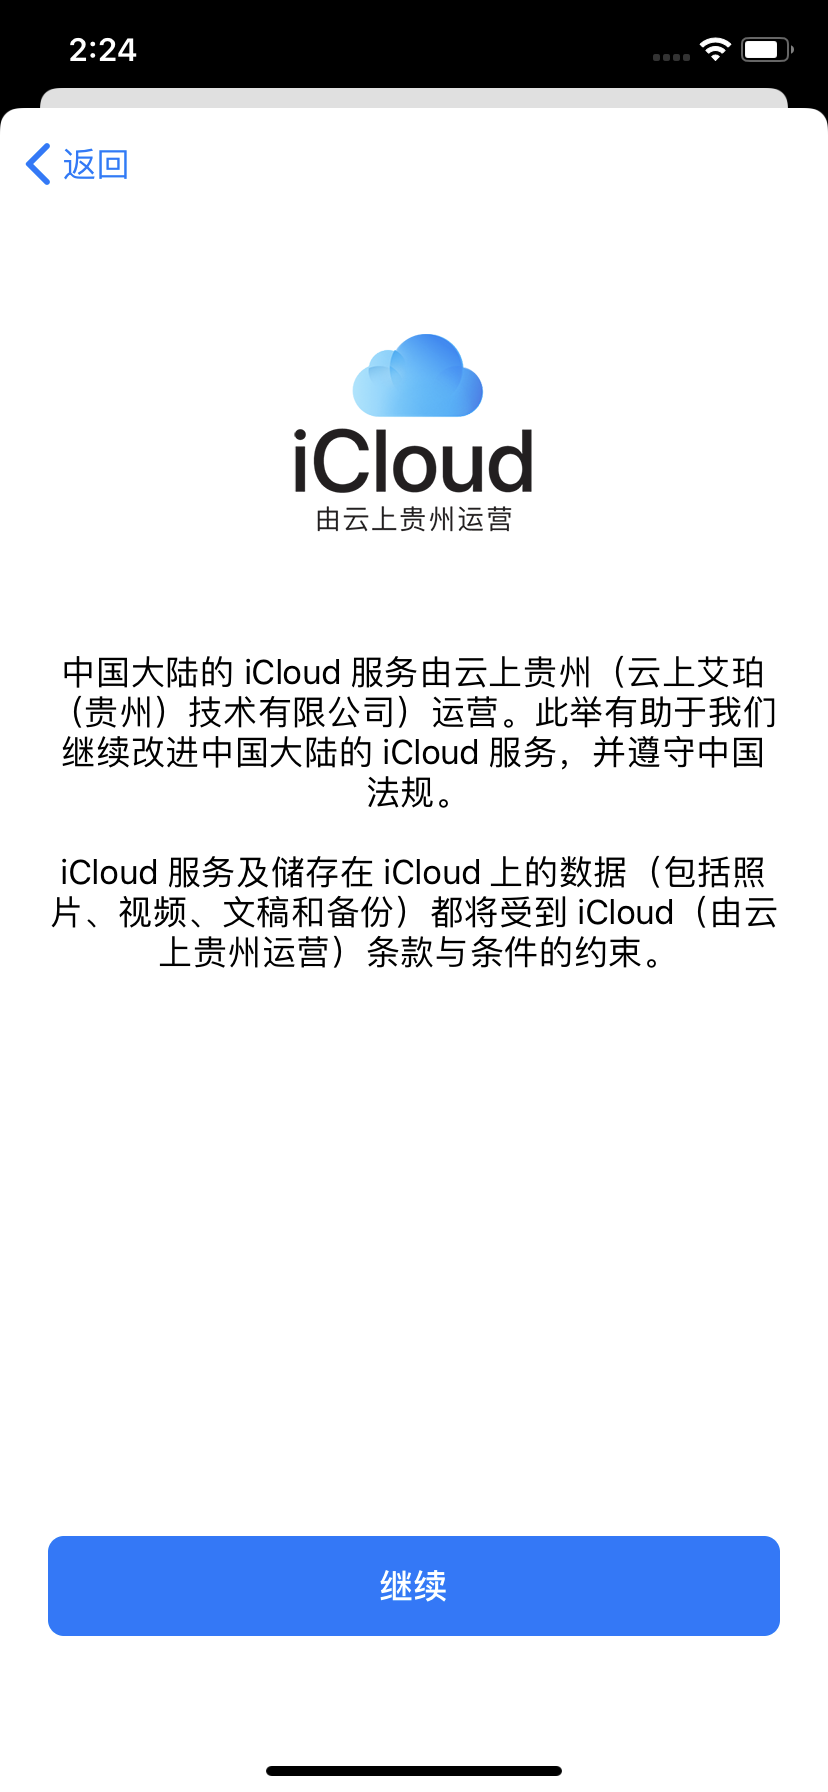 2:24
返回
iCloud
由云上贵州运营
中国大陆的 iCloud 服务由云上贵州（云上艾珀
（贵州）技术有限公司）运营。此举有助于我们
继续改进中国大陆的 iCloud 服务，并遵守中国
法规。
iCloud 服务及储存在 iCloud 上的数据（包括照
片、视频、文稿和备份）都将受到 iCloud（由云
上贵州运营）条款与条件的约束。
继续